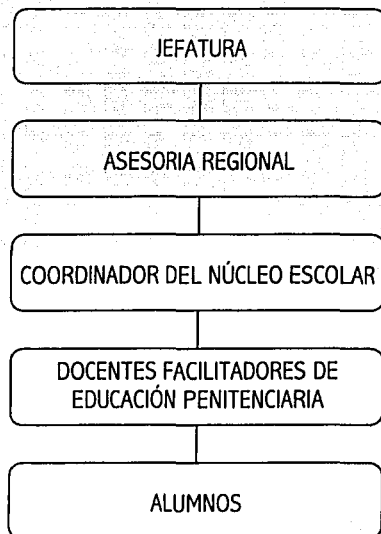 JEFATURA
ASESORIA REGIONAL
COORDINADOR DEL NÚCLEO ESCOLAR
DOCENTES FACILITADORES DE
EDUCACIÓN PENITENCIARIA
ALUMNOS